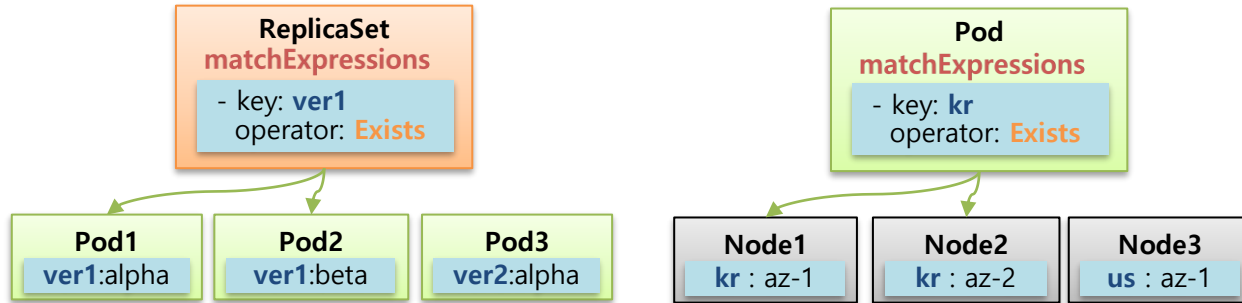 ReplicaSet
matchExpressions
- key: ver1
operator: Exists
Pod1
ver1:alpha
Pod2
ver1:beta
Pod3
ver2:alpha
Pod
matchExpressions
- key: kr
operator: Exists
Node1
kr : az-1
Node2
kr : az-2
Node3
us : az-1